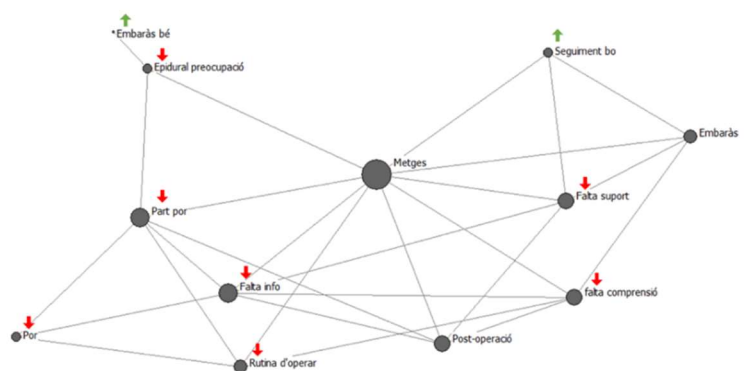 Embaràs bé
Epidural preocupació
Seguiment bo
Embaràs
Metges
Falta suport
Part por
Falta info
falta comprensió
Por
Post-operació
Rutina d'operar